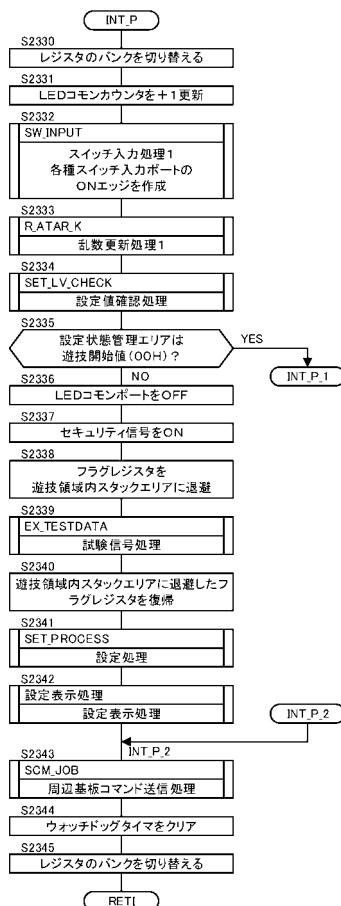 INT_P
S2330
レジスタのバンクを切り替える
S2331
LEDコモンカウンタを+1更新
S2332
SW_INPUT
スイッチ入力処理1
各種スイッチ入力ポートの
ONエッジを作成
S2333
R_ATAR_K
乱数更新処理1
S2334
SET_LV_CHECK
設定値確認処理
S2335
設定状態管理エリアは
遊技開始値(00H)?
YES
INT_P_1
NO
S2336
LEDコモンポートをOFF
S2337
セキュリティ信号をON
S2338
フラグレジスタを
遊技領域内スタックエリアに退避
S2339
EX_TESTDATA
試験信号処理
S2340
遊技領域内スタックエリアに退避したフ
ラグレジスタを復帰
S2341
SET_PROCESS
設定処理
S2342
設定表示処理
設定表示処理
INT_P_2
INT_P_2
S2343
SCM_JOB
周辺基板コマンド送信処理
S2344
ウォッチドッグタイマをクリア
S2345
レジスタのバンクを切り替える
RETI